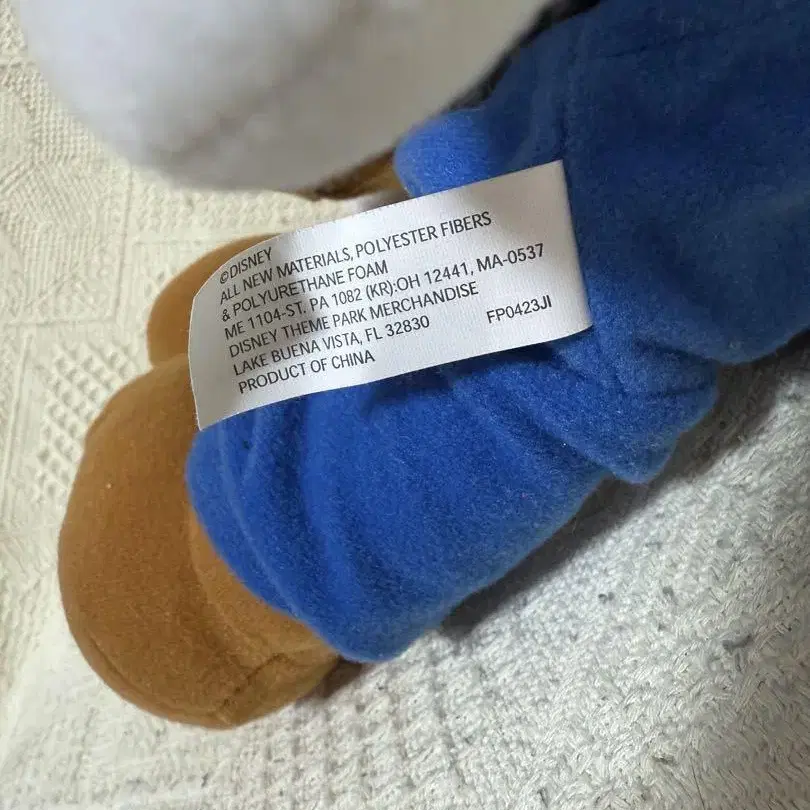 ©DISNEY
ALL NEW MATERIALS, POLYESTER FIBERS
& POLYURETHANE FOAM
ME 1104-ST. PA 1082 (KR):OH 12441, MA-0537
DISNEY THEME PARK MERCHANDISE
LAKE BUENA VISTA, FL 32830 FP0423JI
PRODUCT OF CHINA